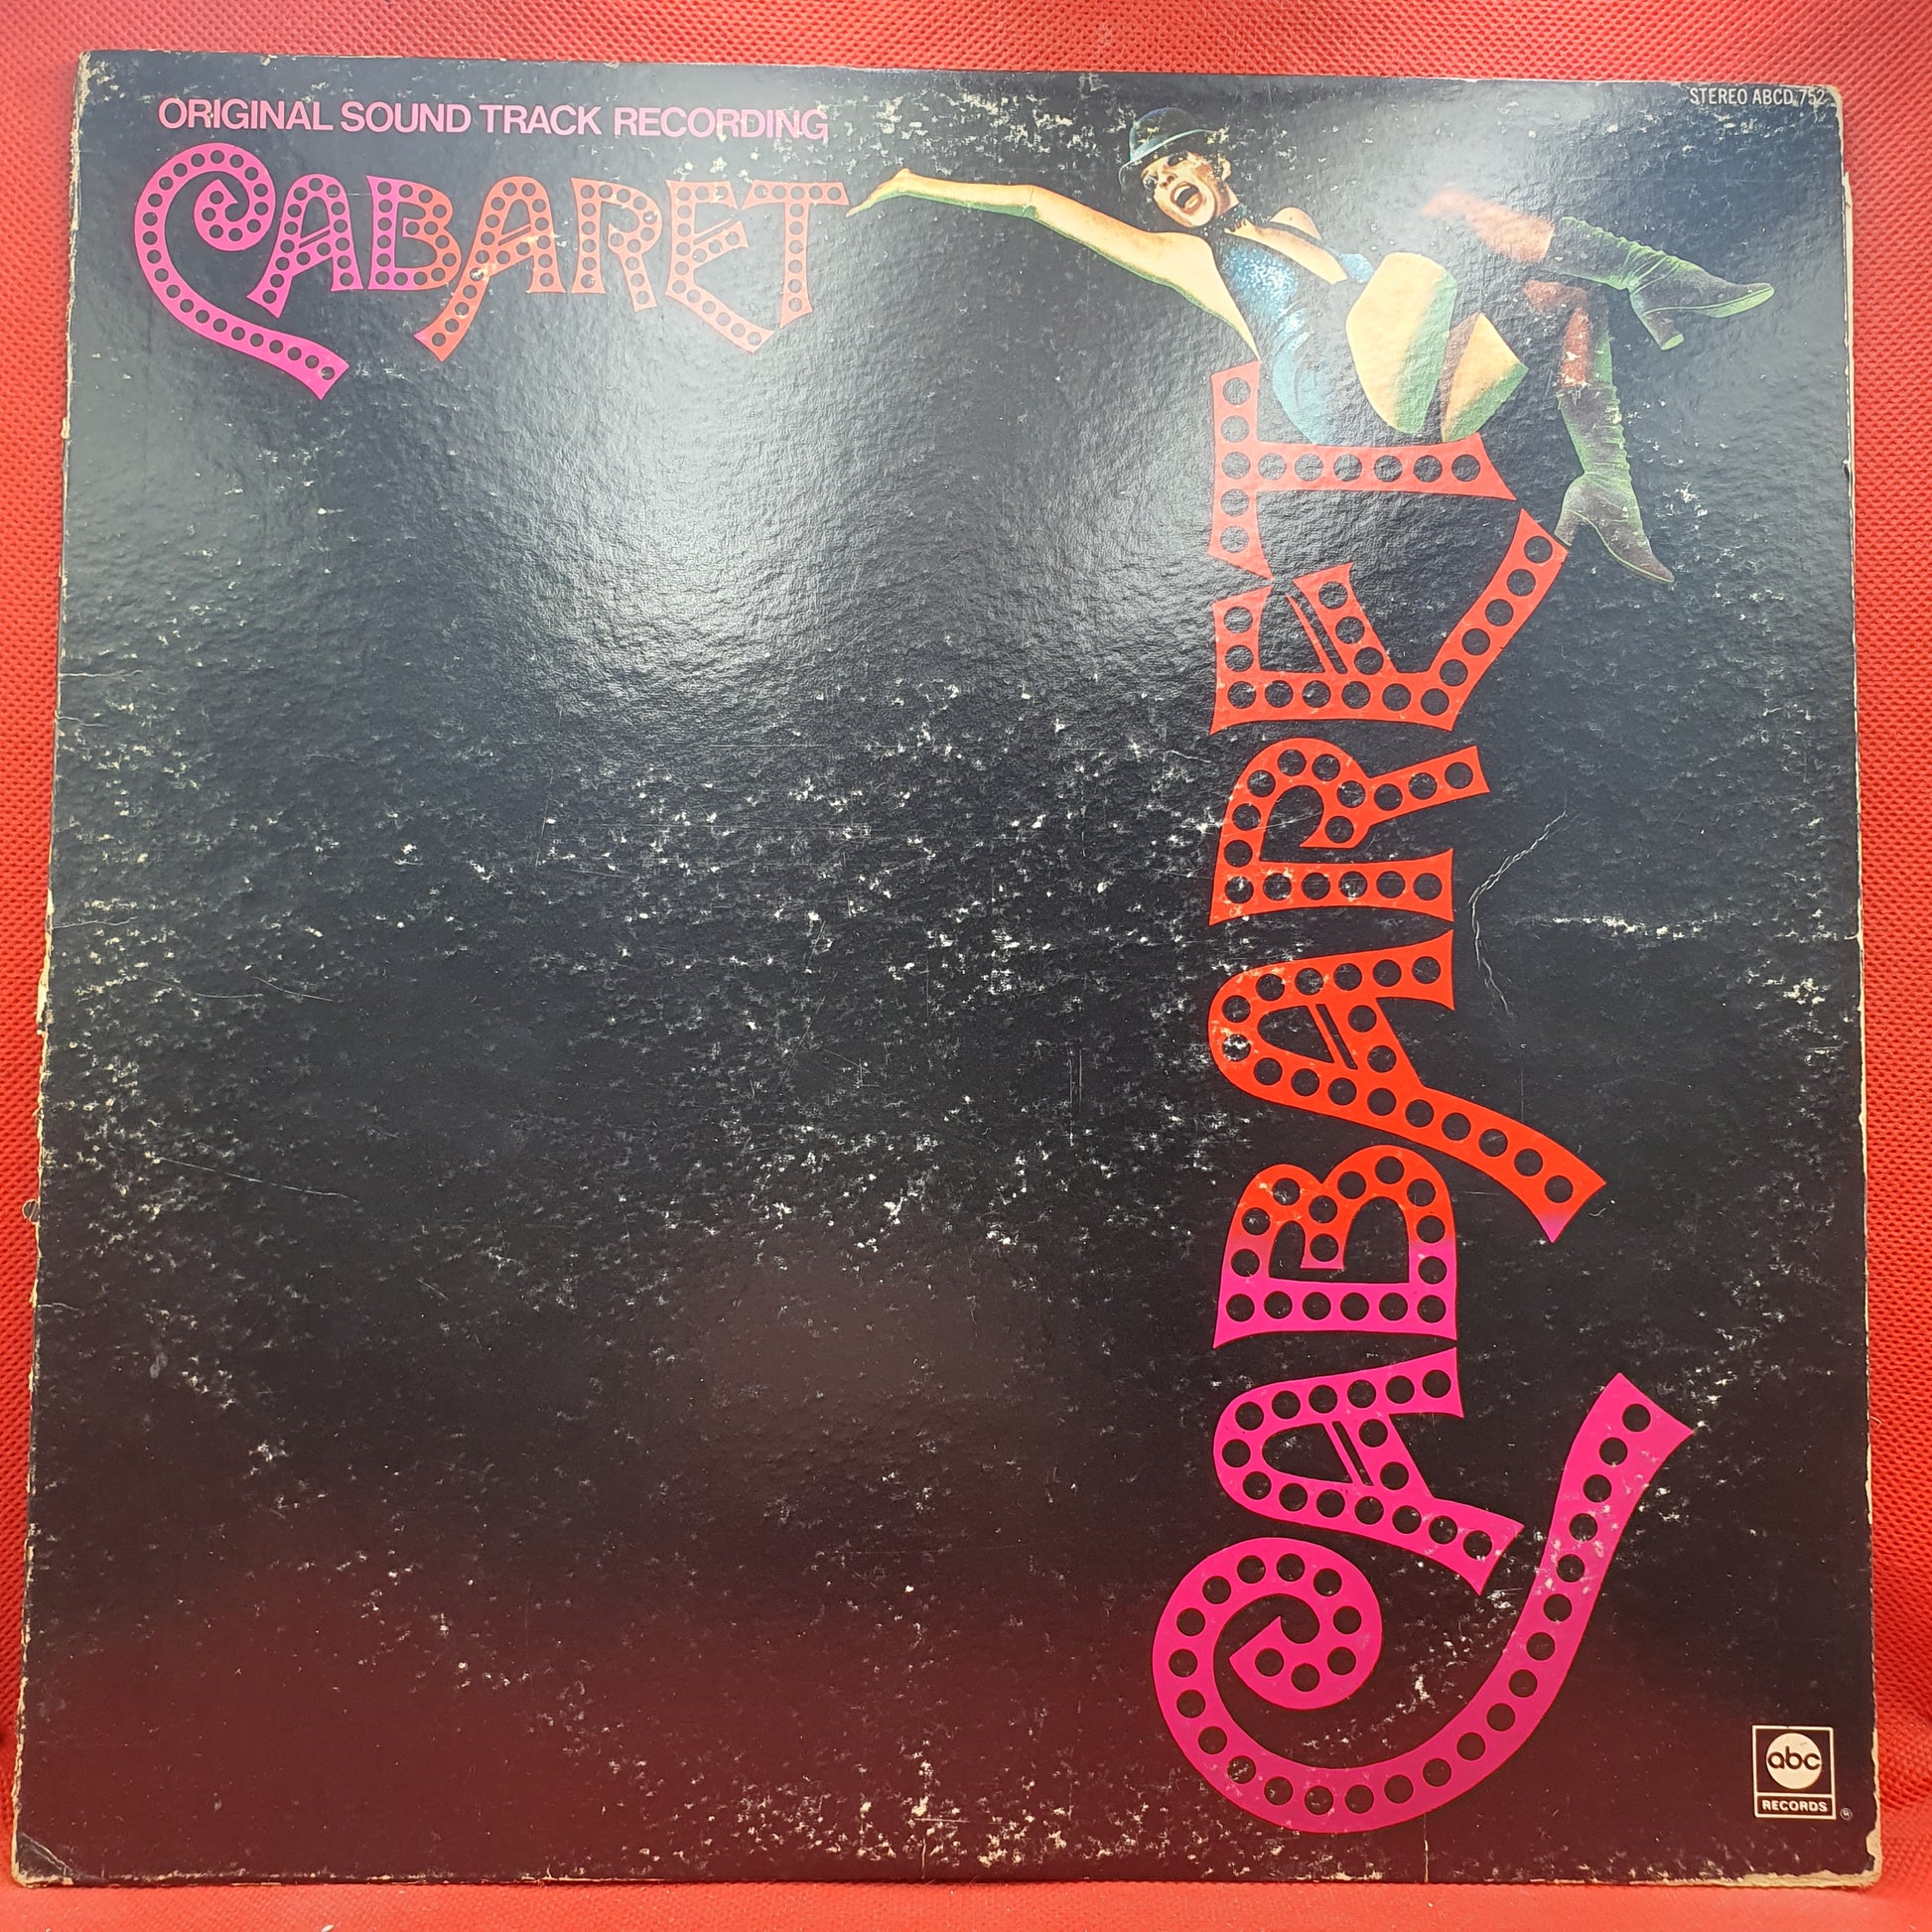 ORIGINAL SOUND TRACK RECORDING
STEREO ABCD 752
CABARET
CABARET
abc
RECORDS
®